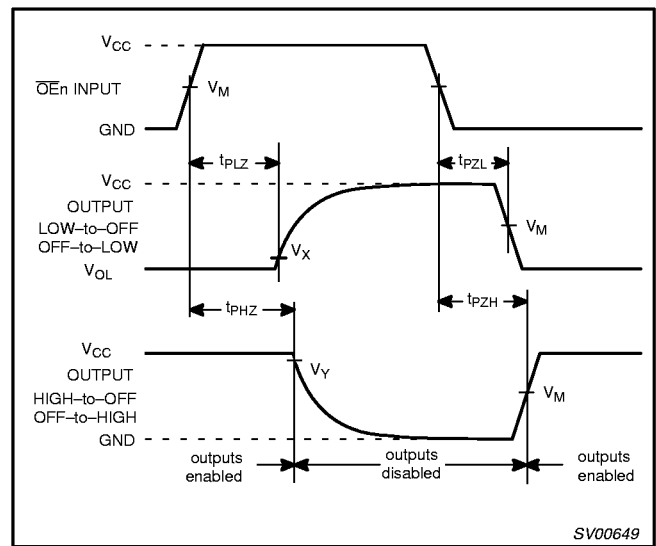 VCC
OEn INPUT
VM
GND
tPLZ
tPZL
VCC
OUTPUT
LOW–to–OFF
OFF–to–LOW
VM
VX
VOL
tPHZ
tPZH
VCC
OUTPUT
VY
HIGH–to–OFF
OFF–to–HIGH
VM
GND
outputs
enabled
outputs
disabled
outputs
enabled
SV00649